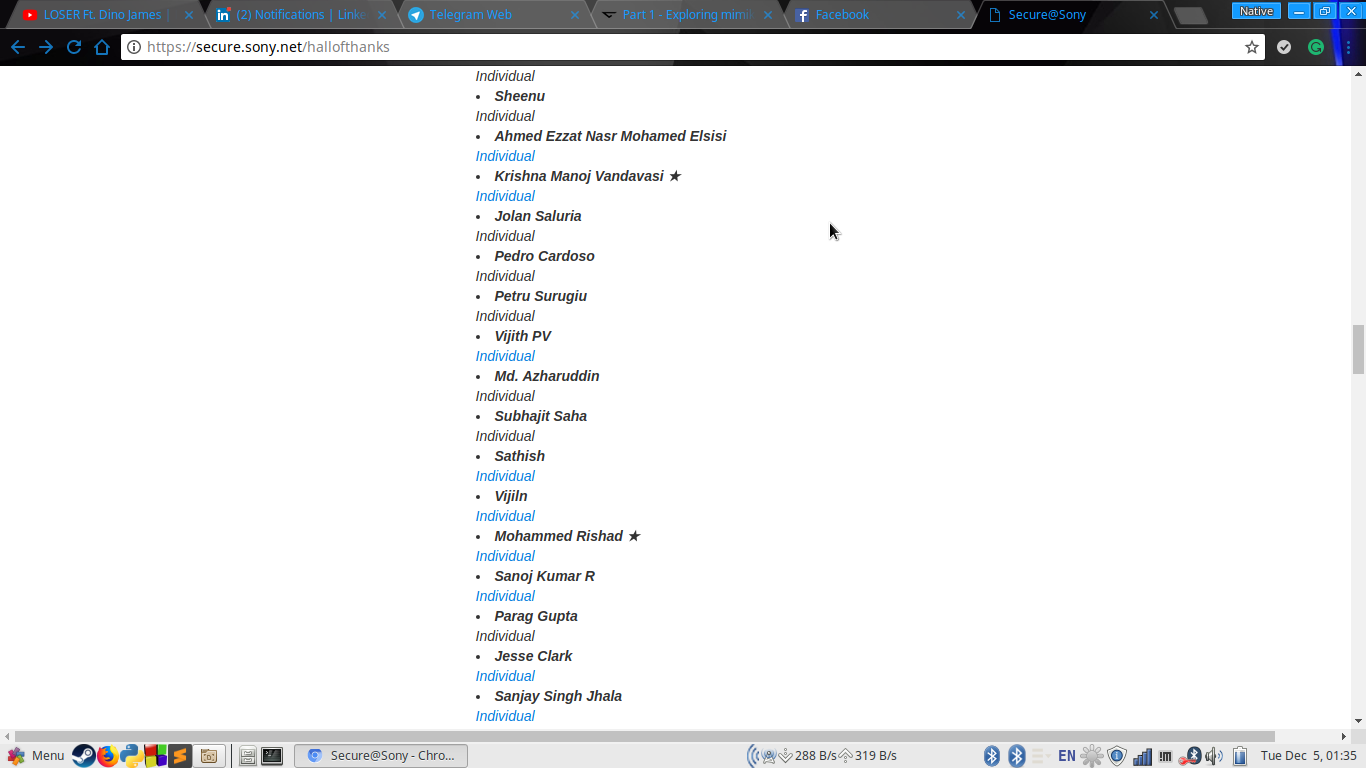 LOSER Ft. Dino James |
(2) Notifications | Linke
Telegram Web
Part 1 - Exploring mimi
Facebook
Secure@Sony
Native
https://secure.sony.net/hallofthanks
Individual
• Sheenu
Individual
• Ahmed Ezzat Nasr Mohamed Elsisi
Individual
• Krishna Manoj Vandavasi ★
Individual
• Jolan Saluria
Individual
• Pedro Cardoso
Individual
• Petru Surugiu
Individual
• Vijith PV
Individual
• Md. Azharuddin
Individual
• Subhajit Saha
Individual
• Sathish
Individual
• Vijiln
Individual
• Mohammed Rishad ★
Individual
• Sanoj Kumar R
Individual
• Parag Gupta
Individual
• Jesse Clark
Individual
• Sanjay Singh Jhala
Individual
Menu
Secure@Sony - Chro...
288 B/s 319 B/s
EN
Tue Dec 5, 01:35